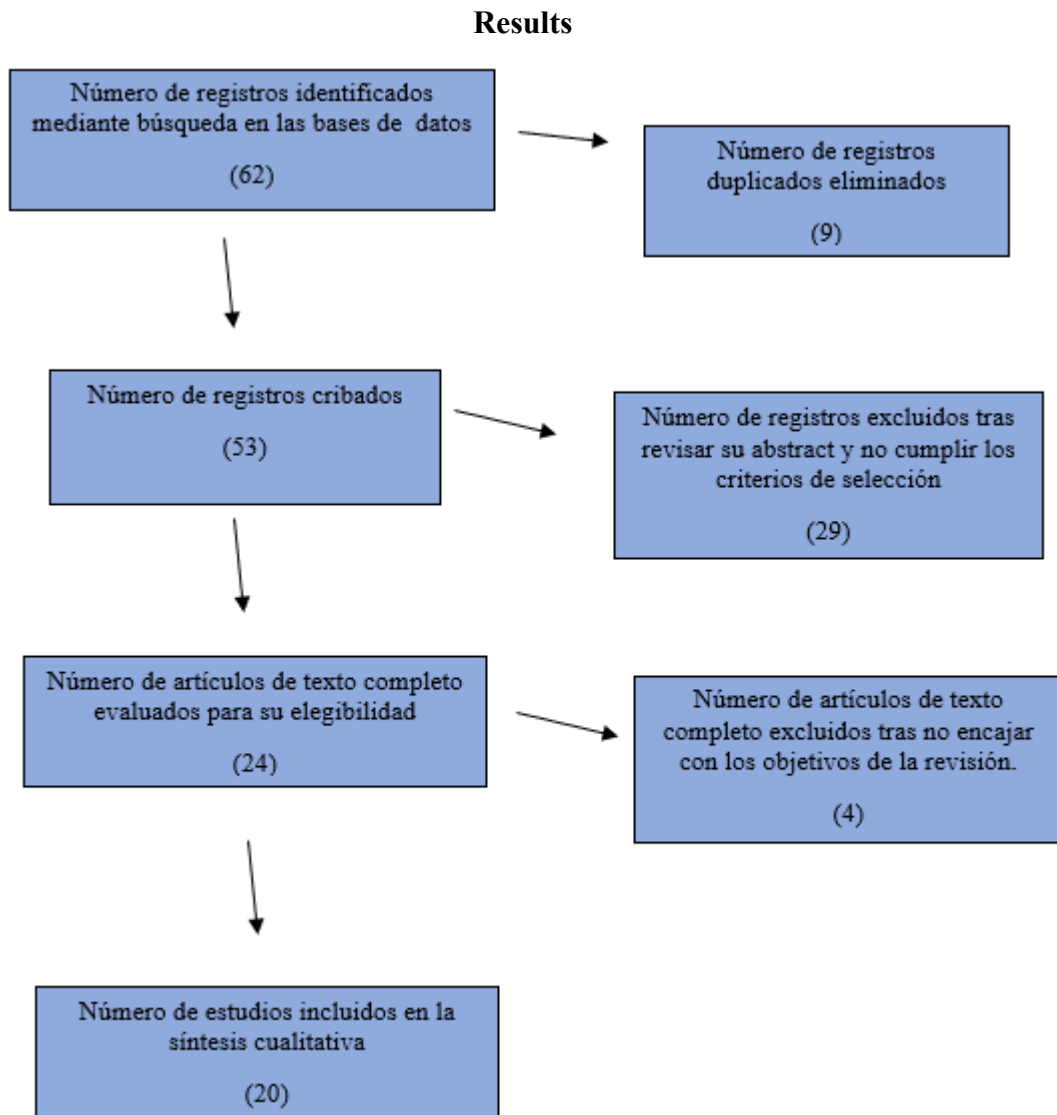 Results
Número de registros identificados
mediante búsqueda en las bases de datos
(62)
Número de registros
duplicados eliminados
(9)
Número de registros cribados
(53)
Número de registros excluidos tras
revisar su abstract y no cumplir los
criterios de selección
(29)
Número de artículos de texto completo
evaluados para su elegibilidad
(24)
Número de artículos de texto
completo excluidos tras no encajar
con los objetivos de la revisión.
(4)
Número de estudios incluidos en la
síntesis cualitativa
(20)